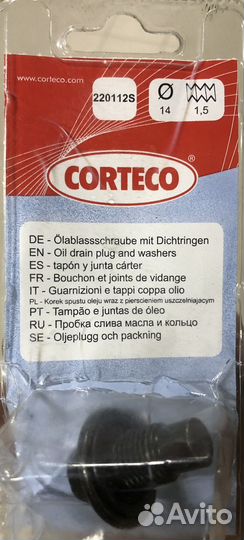 www.corteco.com
220112S
14
1,5
CORTECO®
DE - Ölablassschraube mit Dichtringen
EN - Oil drain plug and washers
ES - tapón y junta cárter
FR - Bouchon et joints de vidange
IT - Guarnizioni e tappi coppa olio
PL - Korek spustu oleju wraz z pierscieniem uszczelniajacym
PT - Tampão e juntas de óleo
RU - Пробка слива масла и кольцо
SE - Oljeplugg och packning
Avito